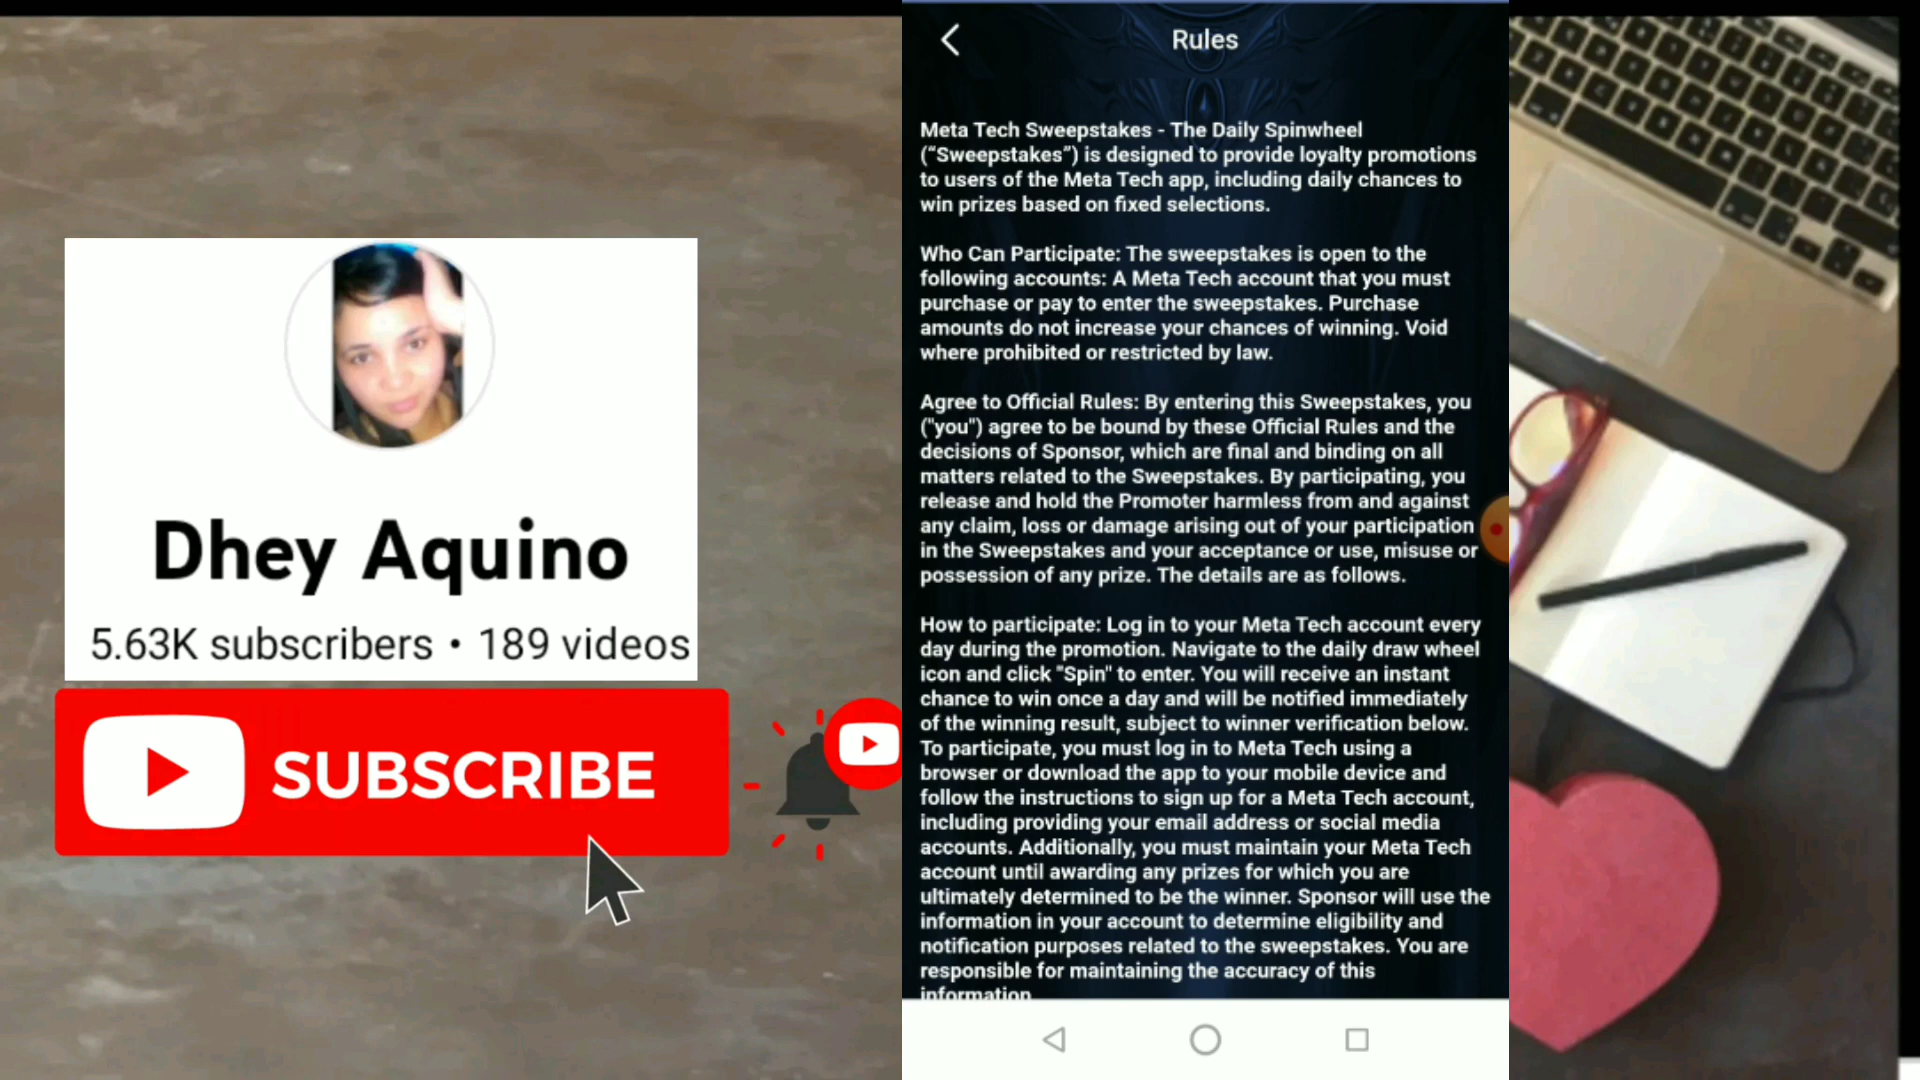 Dhey Aquino
5.63K subscribers • 189 videos
SUBSCRIBE
Rules
Meta Tech Sweepstakes - The Daily Spinwheel
(“Sweepstakes”) is designed to provide loyalty promotions
to users of the Meta Tech app, including daily chances to
win prizes based on fixed selections.
Who Can Participate: The sweepstakes is open to the
following accounts: A Meta Tech account that you must
purchase or pay to enter the sweepstakes. Purchase
amounts do not increase your chances of winning. Void
where prohibited or restricted by law.
Agree to Official Rules: By entering this Sweepstakes, you
("you") agree to be bound by these Official Rules and the
decisions of Sponsor, which are final and binding on all
matters related to the Sweepstakes. By participating, you
release and hold the Promoter harmless from and against
any claim, loss or damage arising out of your participation
in the Sweepstakes and your acceptance or use, misuse or
possession of any prize. The details are as follows.
How to participate: Log in to your Meta Tech account every
day during the promotion. Navigate to the daily draw wheel
icon and click "Spin" to enter. You will receive an instant
chance to win once a day and will be notified immediately
of the winning result, subject to winner verification below.
To participate, you must log in to Meta Tech using a
browser or download the app to your mobile device and
follow the instructions to sign up for a Meta Tech account,
including providing your email address or social media
accounts. Additionally, you must maintain your Meta Tech
account until awarding any prizes for which you are
ultimately determined to be the winner. Sponsor will use the
information in your account to determine eligibility and
notification purposes related to the sweepstakes. You are
responsible for maintaining the accuracy of this
information.